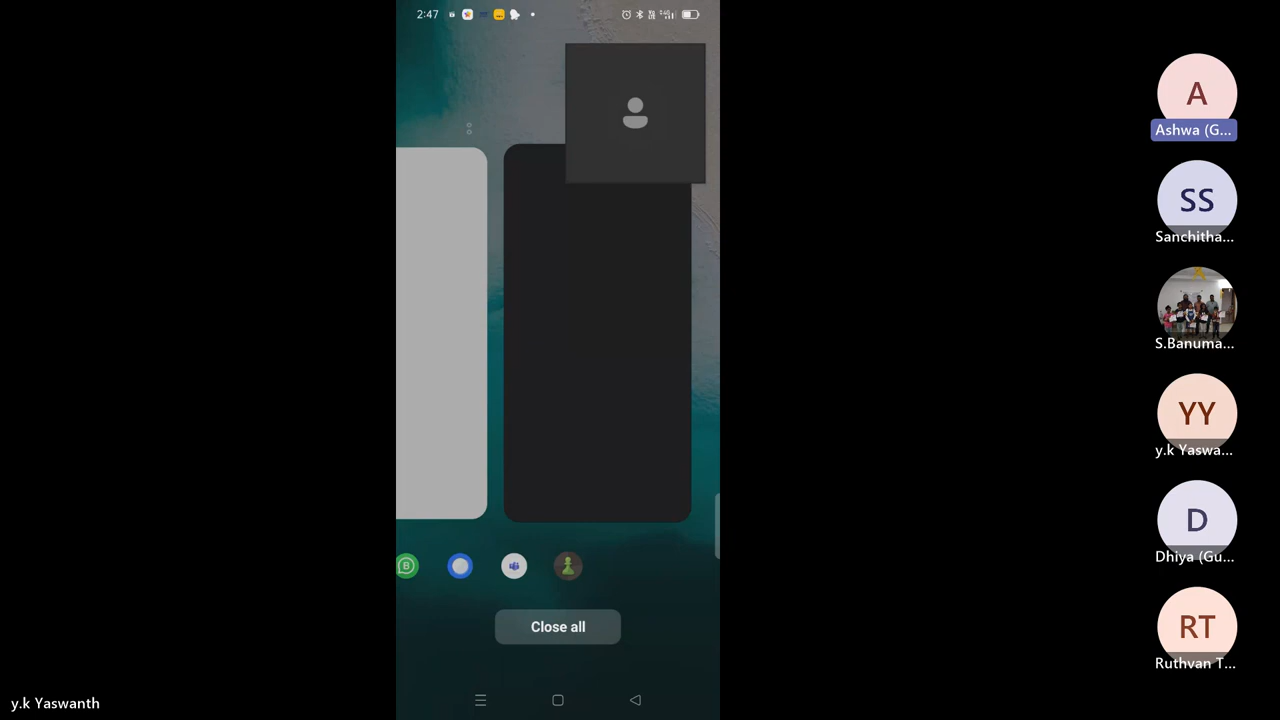 2:47
A
Ashwa (G...
SS
Sanchitha...
S.Banuma...
YY
y.k Yaswa...
D
Dhiya (Gu...
RT
Ruthvan T...
B
Close all
y.k Yaswanth